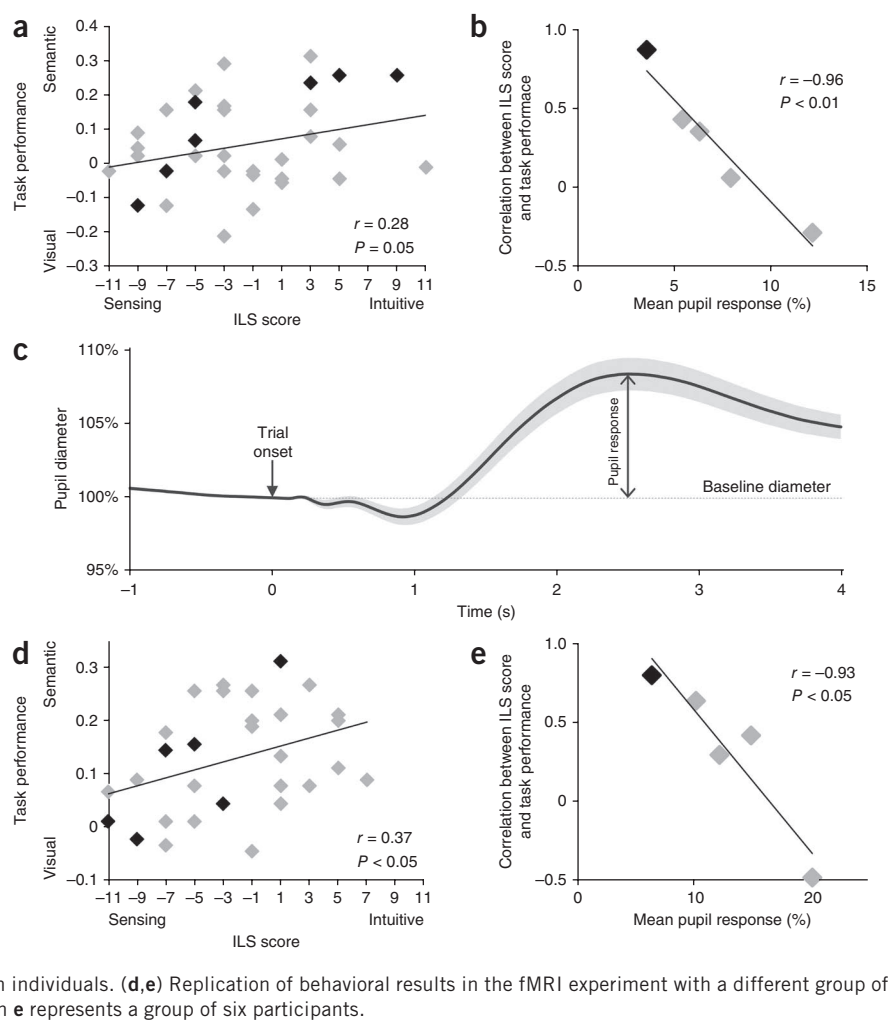 a
Semantic
Task performance
Visual
0.4
0.3
0.2
0.1
0
–0.1
–0.2
–0.3
–11 –9 –7 –5 –3 –1 1 3 5 7 9 11
Sensing Intuitive
ILS score
r = 0.28
P = 0.05
b
Correlation between ILS score
and task performace
1.0
0.5
0
–0.5
0 5 10 15
Mean pupil response (%)
r = –0.96
P < 0.01
c
Pupil diameter
110%
105%
100%
95%
Trial
onset
Pupil response
Baseline diameter
–1 0 1 2 3 4
Time (s)
d
Semantic
Task performance
Visual
0.3
0.2
0.1
0
–0.1
–11 –9 –7 –5 –3 –1 1 3 5 7 9 11
Sensing Intuitive
ILS score
r = 0.37
P < 0.05
e
Correlation between ILS score
and task performance
1.0
0.5
0
–0.5
0 10 20
Mean pupil response (%)
r = –0.93
P < 0.05
n individuals. (d,e) Replication of behavioral results in the fMRI experiment with a different group of
n e represents a group of six participants.